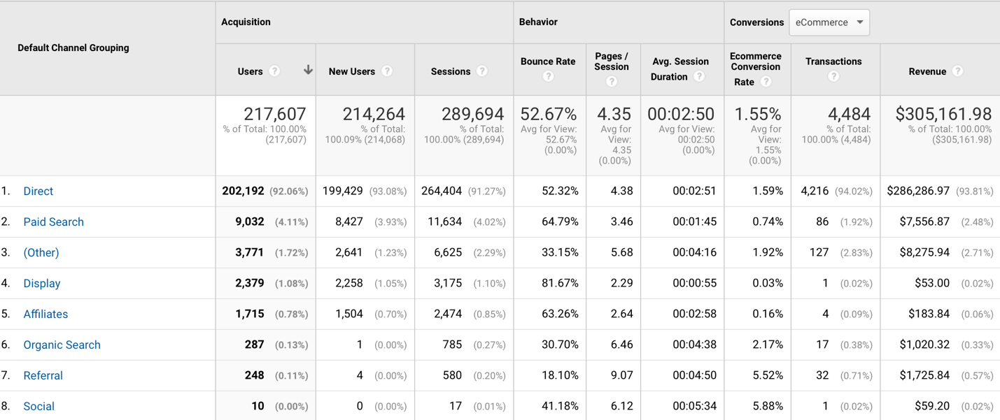 Default Channel Grouping
Acquisition
Behavior
Conversions eCommerce
Users ?
New Users ?
Sessions ?
Bounce Rate
?
Pages /
Session
?
Avg. Session
Duration ?
Ecommerce
Conversion
Rate ?
Transactions
?
Revenue ?
217,607
% of Total: 100.00%
(217,607)
214,264
% of Total:
100.09% (214,068)
289,694
% of Total:
100.00% (289,694)
52.67%
Avg for View:
52.67%
(0.00%)
4.35
Avg for
View:
4.35
(0.00%)
00:02:50
Avg for View:
00:02:50
(0.00%)
1.55%
Avg for
View:
1.55%
(0.00%)
4,484
% of Total:
100.00% (4,484)
$305,161.98
% of Total: 100.00%
($305,161.98)
1. Direct 202,192 (92.06%) 199,429 (93.08%) 264,404 (91.27%) 52.32% 4.38 00:02:51 1.59% 4,216 (94.02%) $286,286.97 (93.81%)
2. Paid Search 9,032 (4.11%) 8,427 (3.93%) 11,634 (4.02%) 64.79% 3.46 00:01:45 0.74% 86 (1.92%) $7,556.87 (2.48%)
3. (Other) 3,771 (1.72%) 2,641 (1.23%) 6,625 (2.29%) 33.15% 5.68 00:04:16 1.92% 127 (2.83%) $8,275.94 (2.71%)
4. Display 2,379 (1.08%) 2,258 (1.05%) 3,175 (1.10%) 81.67% 2.29 00:00:55 0.03% 1 (0.02%) $53.00 (0.02%)
5. Affiliates 1,715 (0.78%) 1,504 (0.70%) 2,474 (0.85%) 63.26% 2.64 00:02:58 0.16% 4 (0.09%) $183.84 (0.06%)
6. Organic Search 287 (0.13%) 1 (0.00%) 785 (0.27%) 30.70% 6.46 00:04:38 2.17% 17 (0.38%) $1,020.32 (0.33%)
7. Referral 248 (0.11%) 4 (0.00%) 580 (0.20%) 18.10% 9.07 00:04:50 5.52% 32 (0.71%) $1,725.84 (0.57%)
8. Social 10 (0.00%) 0 (0.00%) 17 (0.01%) 41.18% 6.12 00:05:34 5.88% 1 (0.02%) $59.20 (0.02%)